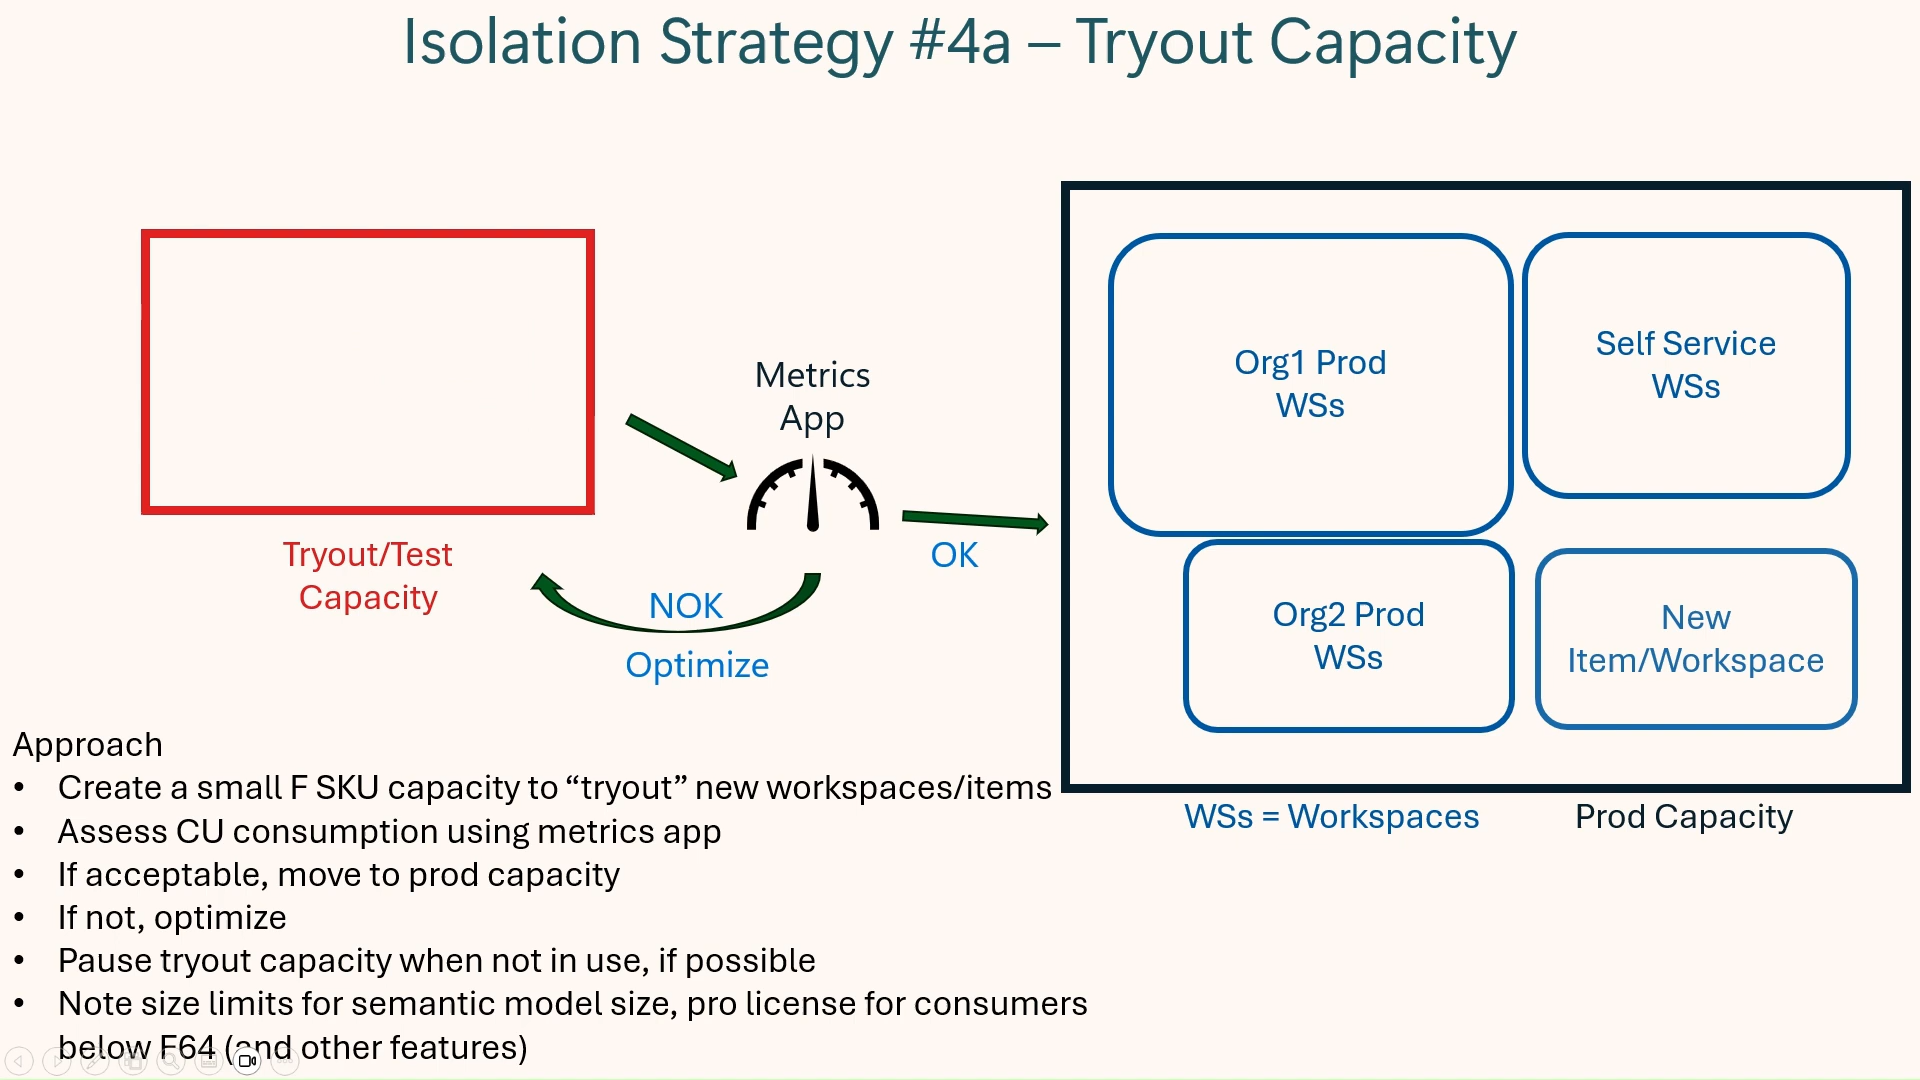 Isolation Strategy #4a – Tryout Capacity
Metrics
App
Tryout/Test
Capacity
NOK
Optimize
OK
Org1 Prod
WSs
Self Service
WSs
Org2 Prod
WSs
New
Item/Workspace
WSs = Workspaces
Prod Capacity
Approach
• Create a small F SKU capacity to “tryout” new workspaces/items
• Assess CU consumption using metrics app
• If acceptable, move to prod capacity
• If not, optimize
• Pause tryout capacity when not in use, if possible
• Note size limits for semantic model size, pro license for consumers
below F64 (and other features)